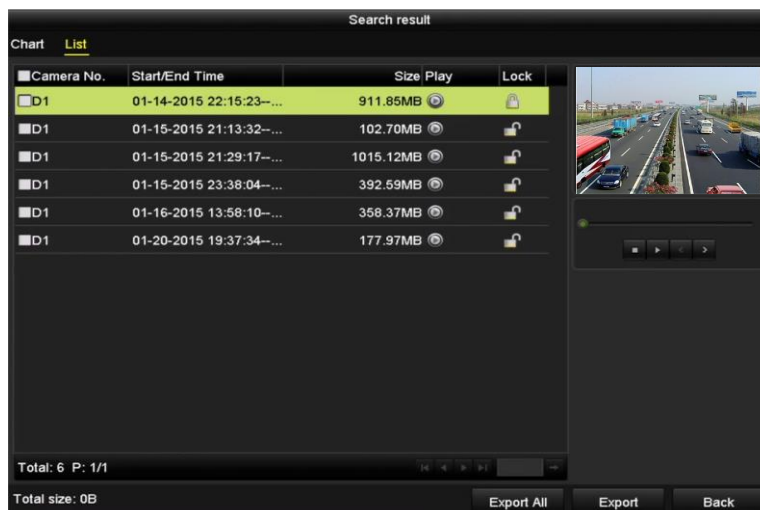 Search result
Chart List
Camera No. Start/End Time Size Play Lock
D1 01-14-2015 22:15:23--... 911.85MB
D1 01-15-2015 21:13:32--... 102.70MB
D1 01-15-2015 21:29:17--... 1015.12MB
D1 01-15-2015 23:38:04--... 392.59MB
D1 01-16-2015 13:58:10--... 358.37MB
D1 01-20-2015 19:37:34--... 177.97MB
Total: 6 P: 1/1
Total size: 0B Export All Export Back